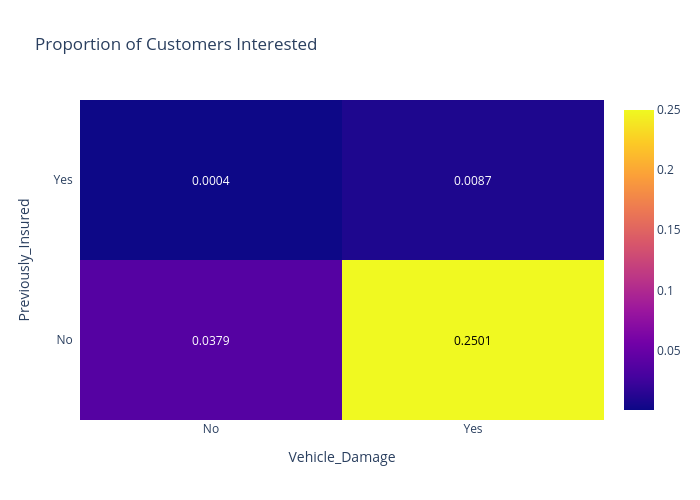 Proportion of Customers Interested
0.25
Yes 0.0004 0.0087
0.2
0.15
Previously_Insured
0.1
No 0.0379 0.2501
0.05
No Yes
Vehicle_Damage